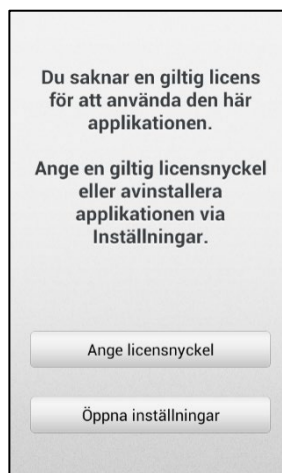 Du saknar en giltig licens
för att använda den här
applikationen.
Ange en giltig licensnyckel
eller avinstallera
applikationen via
Inställningar.
Ange licensnyckel
Öppna inställningar